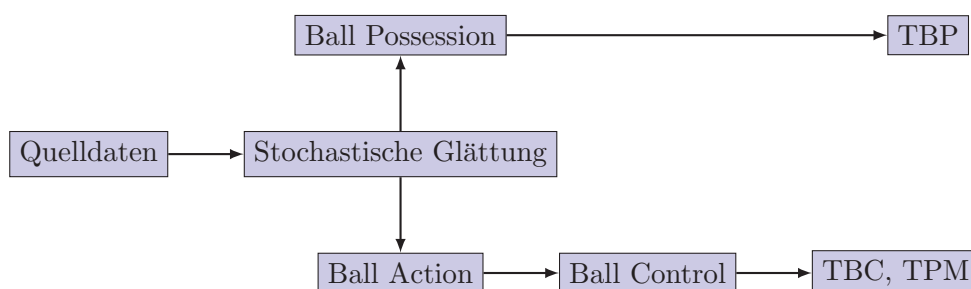 Ball Possession
TBP
Quelldaten
Stochastische Glättung
Ball Action
Ball Control
TBC, TPM